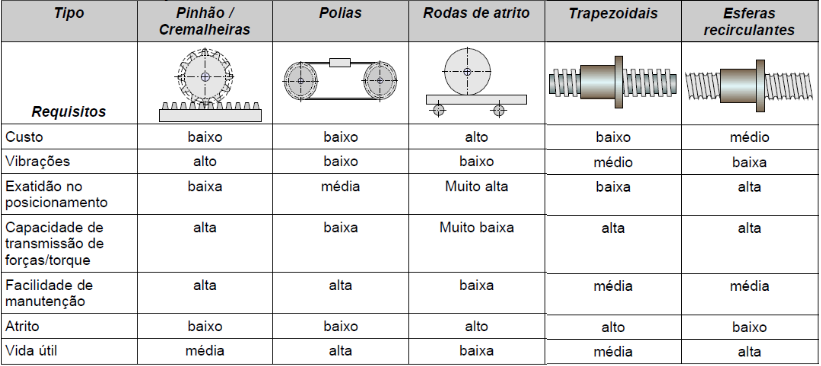 Tipo
Pinhão /
Cremalheiras
Polias
Rodas de atrito
Trapezoidais
Esferas
recirculantes
Requisitos
Custo
baixo
baixo
alto
baixo
médio
Vibrações
alto
baixo
baixo
médio
baixa
Exatidão no
posicionamento
baixa
média
Muito alta
baixa
alta
Capacidade de
transmissão de
forças/torque
alta
baixa
Muito baixa
alta
alta
Facilidade de
manutenção
alta
alta
baixa
média
média
Atrito
baixo
baixo
alto
alto
baixo
Vida útil
média
alta
baixa
média
alta